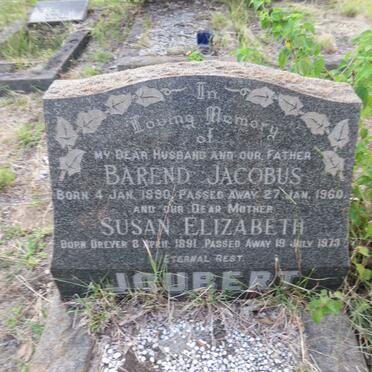 In
Loving Memory
of
MY DEAR HUSBAND AND OUR FATHER
BAREND JACOBUS
BORN 4 JAN. 1890, PASSED AWAY 27 JAN. 1960.
AND OUR DEAR MOTHER
SUSAN ELIZABETH
BORN DREYER 8 APRIL 1891, PASSED AWAY 19 JULY 1973
ETERNAL REST.
JOUBERT